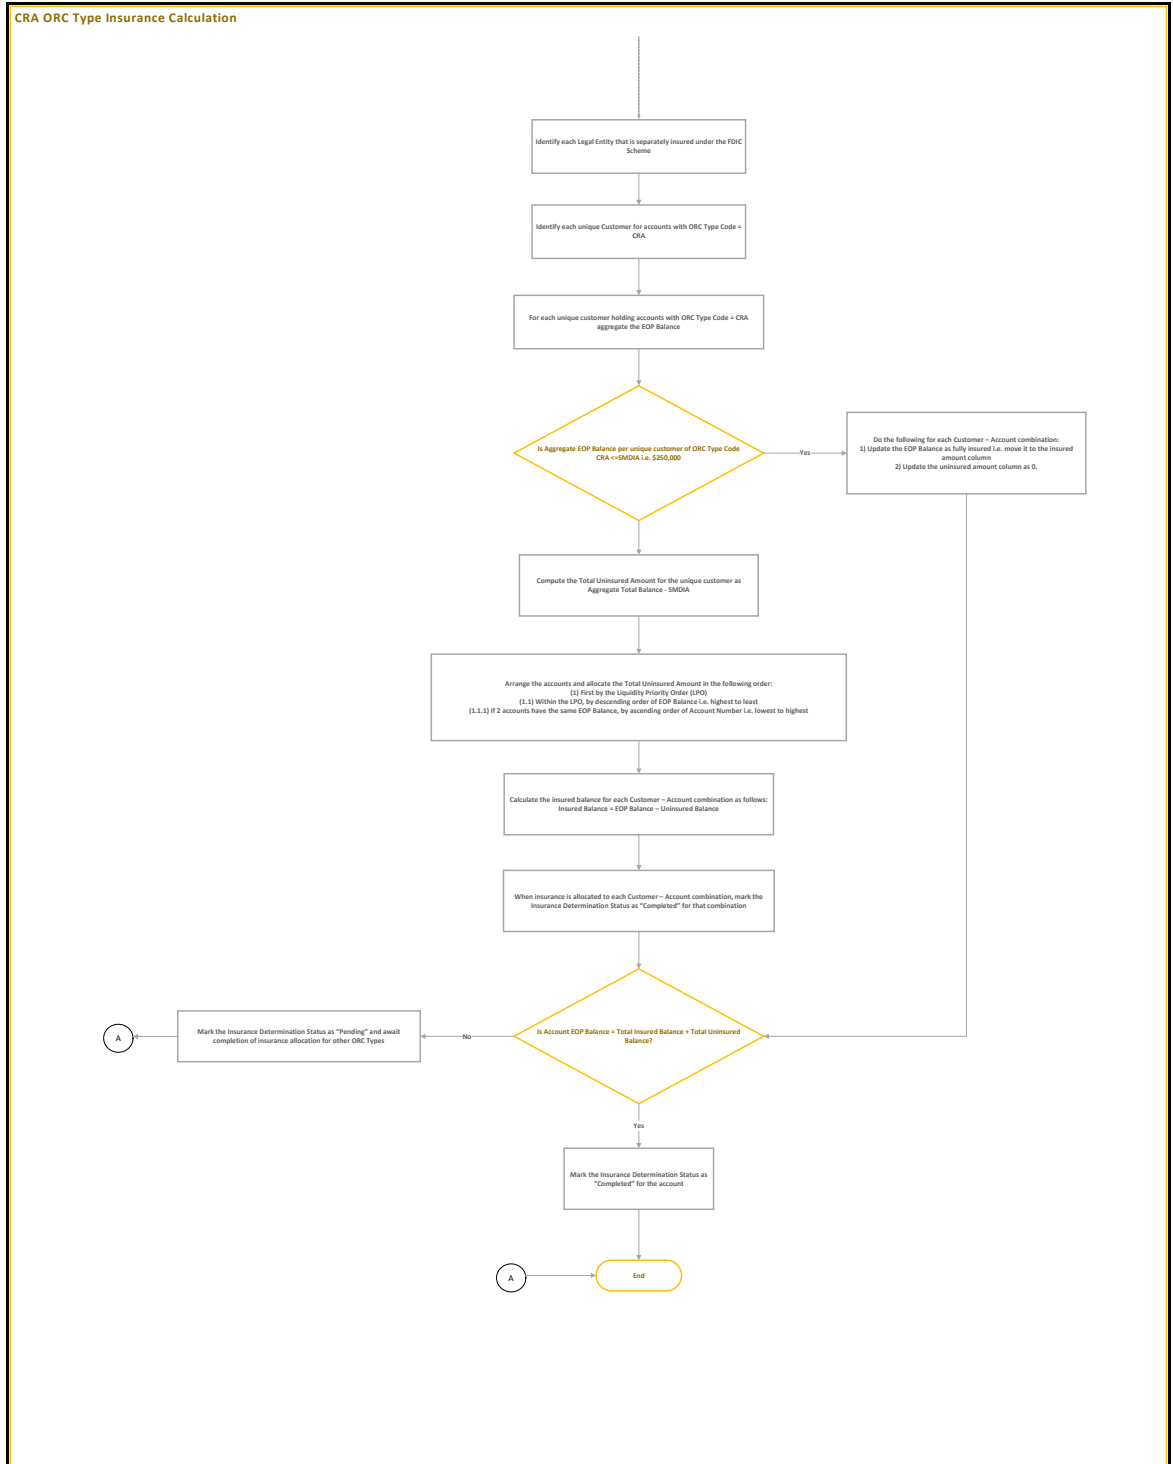 CRA ORC Type Insurance Calculation
Identify each Legal Entity that is separately insured under the FDIC
Scheme
Identify each unique Customer for accounts with ORC Type Code =
CRA
For each unique customer holding accounts with ORC Type Code = CRA
aggregate the EOP Balance
Is Aggregate EOP Balance per unique customer of ORC Type Code
CRA <=SMDIA i.e. $250,000
Yes
Do the following for each Customer – Account combination:
1) Update the EOP Balance as fully insured i.e. move it to the insured
amount column
2) Update the uninsured amount column as 0.
Compute the Total Uninsured Amount for the unique customer as
Aggregate Total Balance - SMDIA
Arrange the accounts and allocate the Total Uninsured Amount in the following order:
(1) First by the Liquidity Priority Order (LPO)
(1.1) Within the LPO, by descending order of EOP Balance i.e. highest to least
(1.1.1) If 2 accounts have the same EOP Balance, by ascending order of Account Number i.e. lowest to highest
Calculate the insured balance for each Customer – Account combination as follows:
Insured Balance = EOP Balance – Uninsured Balance
When insurance is allocated to each Customer – Account combination, mark the
Insurance Determination Status as “Completed” for that combination
Is Account EOP Balance = Total Insured Balance + Total Uninsured
Balance?
No
Mark the Insurance Determination Status as “Pending” and await
completion of insurance allocation for other ORC Types
A
Yes
Mark the Insurance Determination Status as
“Completed” for the account
A
End